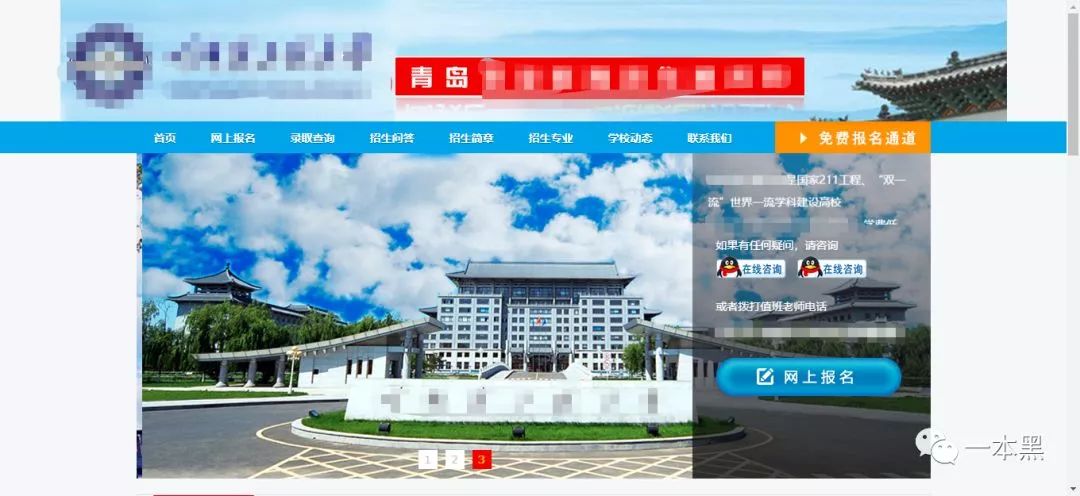 青岛
首页
网上报名
录取查询
招生问答
招生简章
招生专业
学校动态
联系我们
免费报名通道
是国家211工程、“双一
流”世界一流学科建设高校
学费低
如果有任何疑问，请咨询
在线咨询
在线咨询
或者拨打值班老师电话
网上报名
1 2 3
一本黑